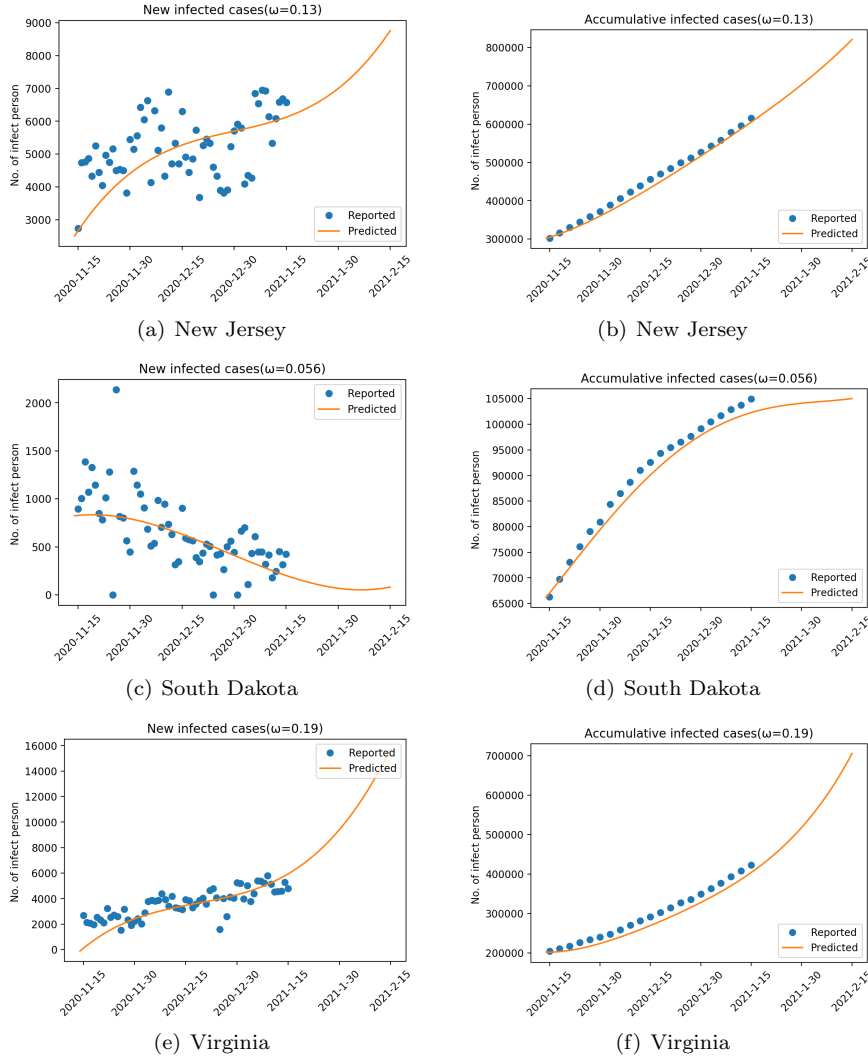 New infected cases(ω=0.13)
9000
8000
7000
6000
5000
4000
3000
No. of infect person
Reported
Predicted
2020-11-15
2020-11-30
2020-12-15
2020-12-30
2021-1-15
2021-1-30
2021-2-15
(a) New Jersey
Accumulative infect cases(ω=0.13)
800000
700000
600000
500000
400000
300000
No. of infect person
Reported
Predicted
2020-11-15
2020-11-30
2020-12-15
2020-12-30
2021-1-15
2021-1-30
2021-2-15
(b) New Jersey
New infected cases(ω=0.056)
2000
1500
1000
500
0
No. of infect person
Reported
Predicted
2020-11-15
2020-11-30
2020-12-15
2020-12-30
2021-1-15
2021-1-30
2021-2-15
(c) South Dakota
Accumulative infected cases(ω=0.056)
105000
100000
95000
90000
85000
80000
75000
70000
65000
No. of infect person
Reported
Predicted
2020-11-15
2020-11-30
2020-12-15
2020-12-30
2021-1-15
2021-1-30
2021-2-15
(d) South Dakota
New infected cases(ω=0.19)
16000
14000
12000
10000
8000
6000
4000
2000
0
No. of infect person
Reported
Predicted
2020-11-15
2020-11-30
2020-12-15
2020-12-30
2021-1-15
2021-1-30
2021-2-15
(e) Virginia
Accumulative infected cases(ω=0.19)
700000
600000
500000
400000
300000
200000
No. of infect person
Reported
Predicted
2020-11-15
2020-11-30
2020-12-15
2020-12-30
2021-1-15
2021-1-30
2021-2-15
(f) Virginia